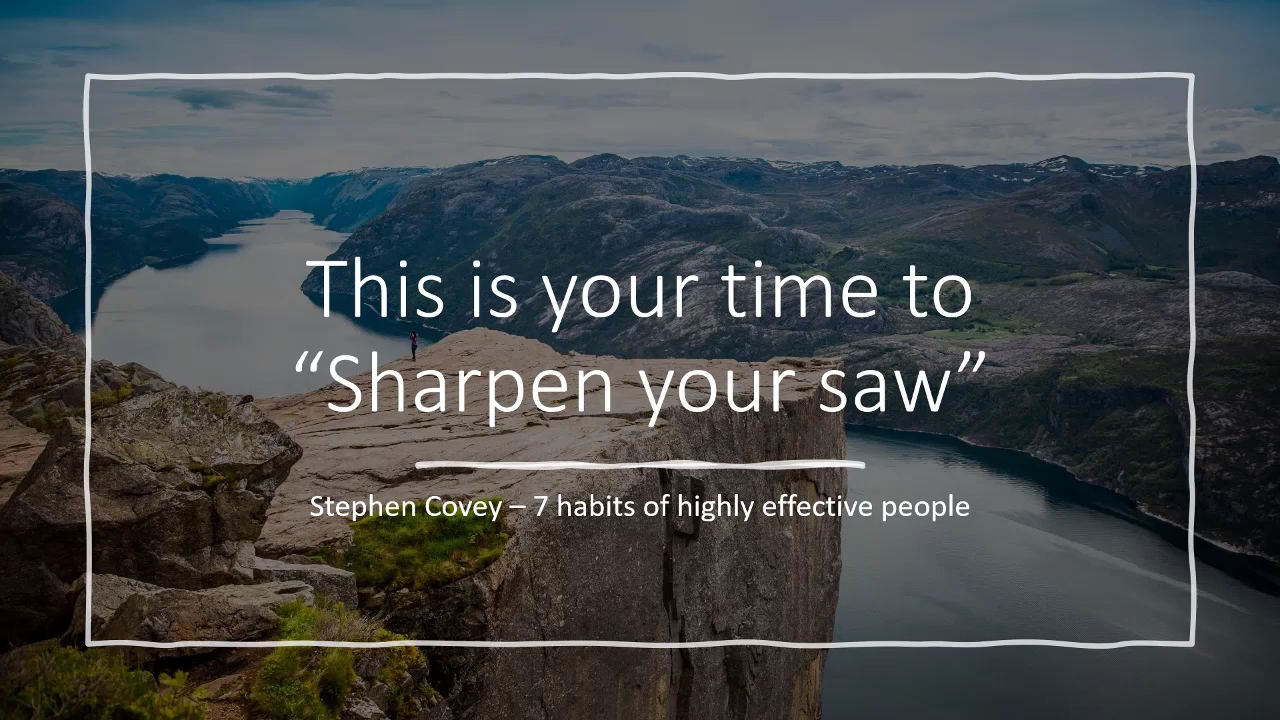 This is your time to
“Sharpen your saw”
Stephen Covey – 7 habits of highly effective people